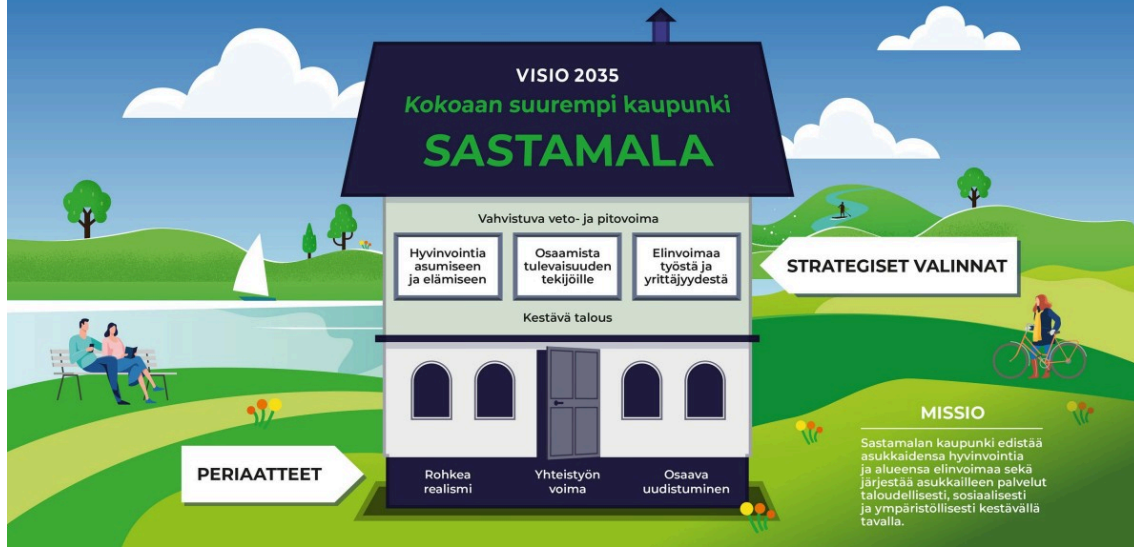 VISIO 2035
Kokoaan suurempi kaupunki
SASTAMALA
Vahvistuva veto- ja pitovoima
Hyvinvointia
asumiseen
ja elämiseen
Osaamista
tulevaisuuden
tekijöille
Elinvoimaa
työstä ja
yrittäjyydestä
Kestävä talous
STRATEGISET VALINNAT
PERIAATTEET
Rohkea
realismi
Yhteistyön
voima
Osaava
uudistuminen
MISSIO
Sastamalan kaupunki edistää
asukkaidensa hyvinvointia
ja alueensa elinvoimaa sekä
järjestää asukkailleen palvelut
taloudellisesti, sosiaalisesti
ja ympäristöllisesti kestävällä
tavalla.